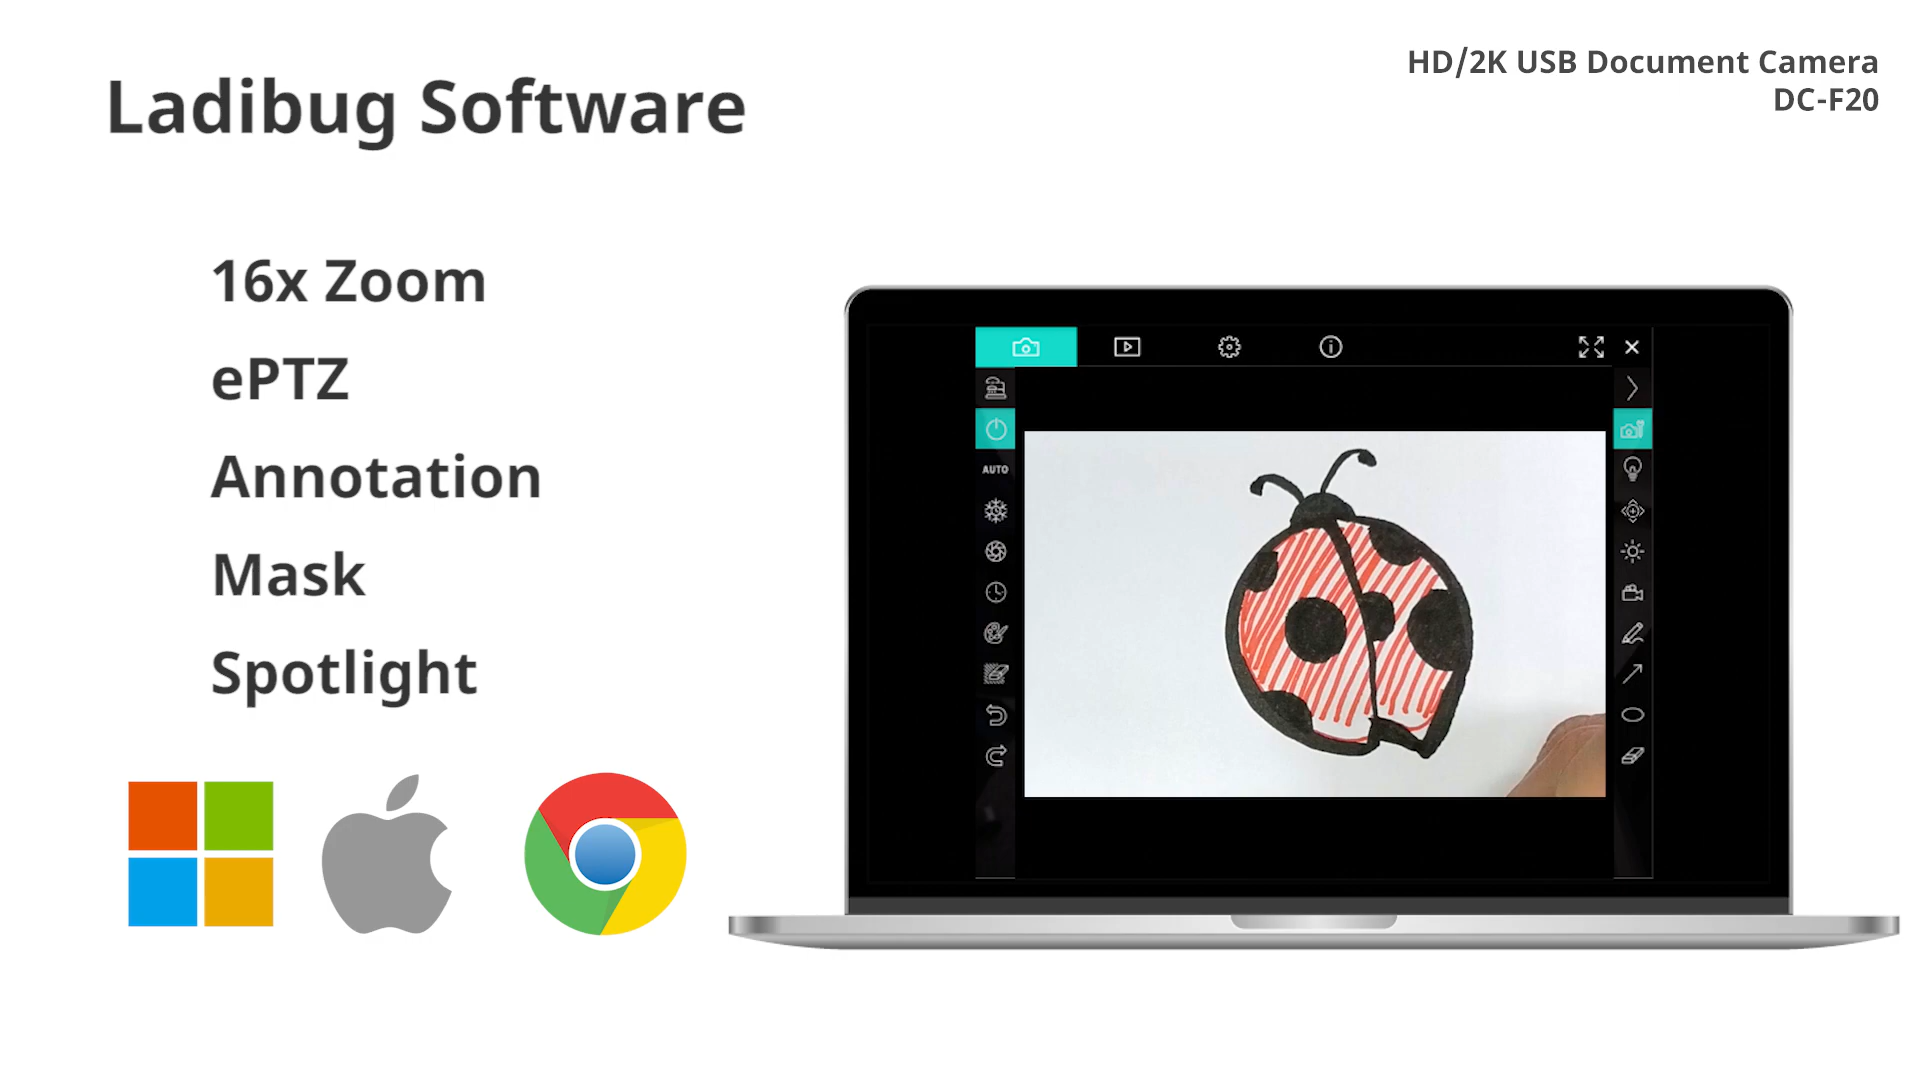 Ladibug Software
HD/2K USB Document Camera
DC-F20
16x Zoom
ePTZ
Annotation
Mask
Spotlight
AUTO